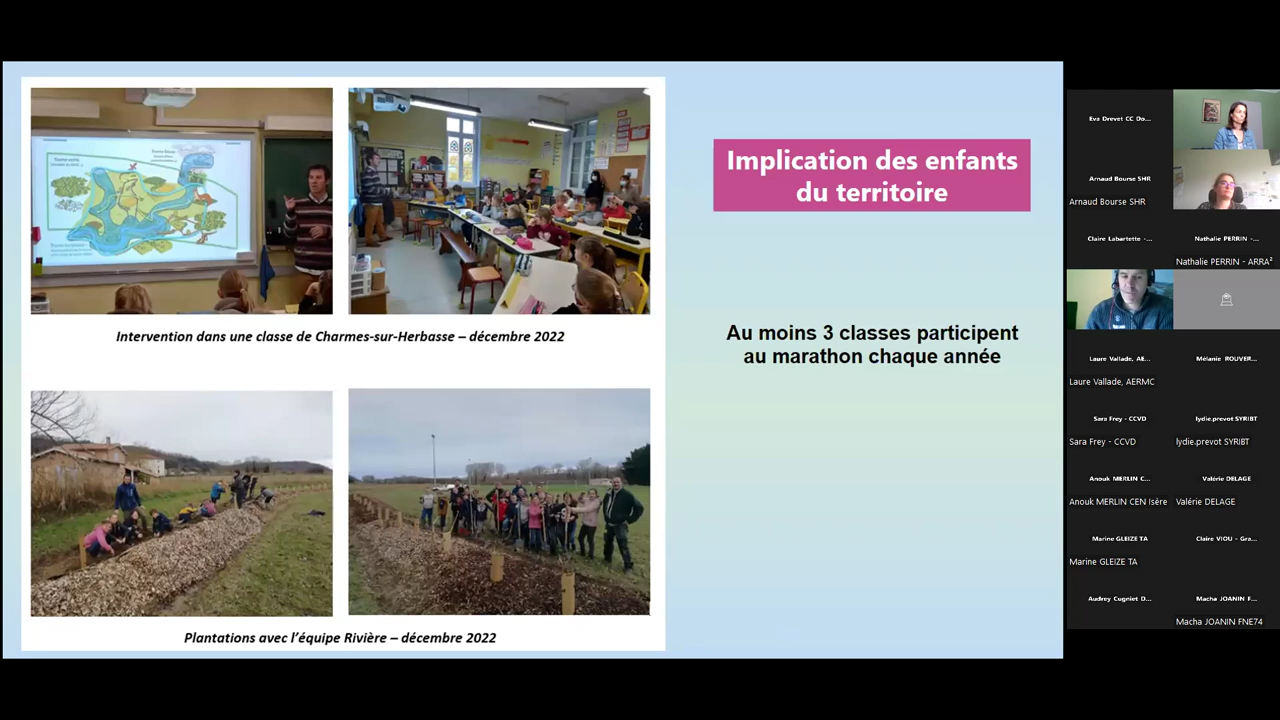 Implication des enfants
du territoire
Au moins 3 classes participent
au marathon chaque année
Intervention dans une classe de Charmes-sur-Herbasse – décembre 2022
Plantations avec l'équipe Rivière – décembre 2022
Eva Drevet CC Do...
Arnaud Bourse SHR
Arnaud Bourse SHR
Claire Labartette -...
Nathalie PERRIN -...
Nathalie PERRIN - ARRA²
Laure Vallade, AE...
Mélanie ROUVER...
Laure Vallade, AERMC
Sara Frey - CCVD
lydie.prevot SYRIBT
Sara Frey - CCVD
lydie.prevot SYRIBT
Anouk MERLIN C...
Valérie DELAGE
Anouk MERLIN CEN Isère
Valérie DELAGE
Marine GLEIZE TA
Claire VIOU - Gra...
Marine GLEIZE TA
Audrey Cugniet D...
Macha JOANIN F...
Macha JOANIN FNE74